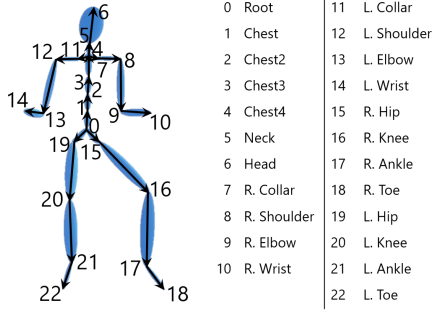 6
5
12 11 4 8
7
3
2
14 1
13 9 10
0
19 15
20 16
21 17
22 18
0 Root
1 Chest
2 Chest2
3 Chest3
4 Chest4
5 Neck
6 Head
7 R. Collar
8 R. Shoulder
9 R. Elbow
10 R. Wrist
11 L. Collar
12 L. Shoulder
13 L. Elbow
14 L. Wrist
15 R. Hip
16 R. Knee
17 R. Ankle
18 R. Toe
19 L. Hip
20 L. Knee
21 L. Ankle
22 L. Toe